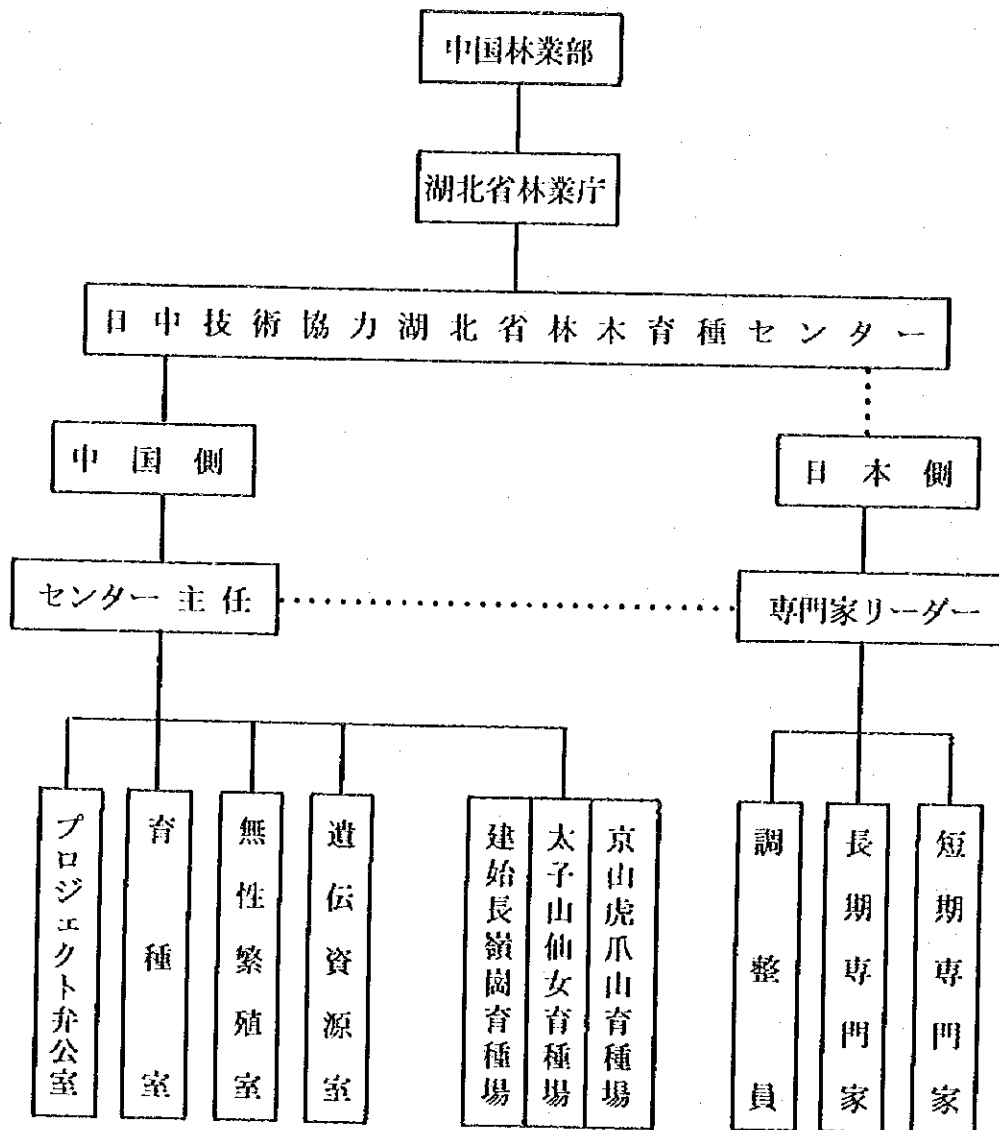 中国林業部
湖北省林業庁
日中技術協力湖北省林木育種センター
中国側
日本側
センター主任
専門家リーダー
プロジェクト弁公室
育種室
無性繁殖室
遺伝資源室
建始長嶺崗育種場
太子山仙女育種場
京山虎爪山育種場
調整員
長期専門家
短期専門家